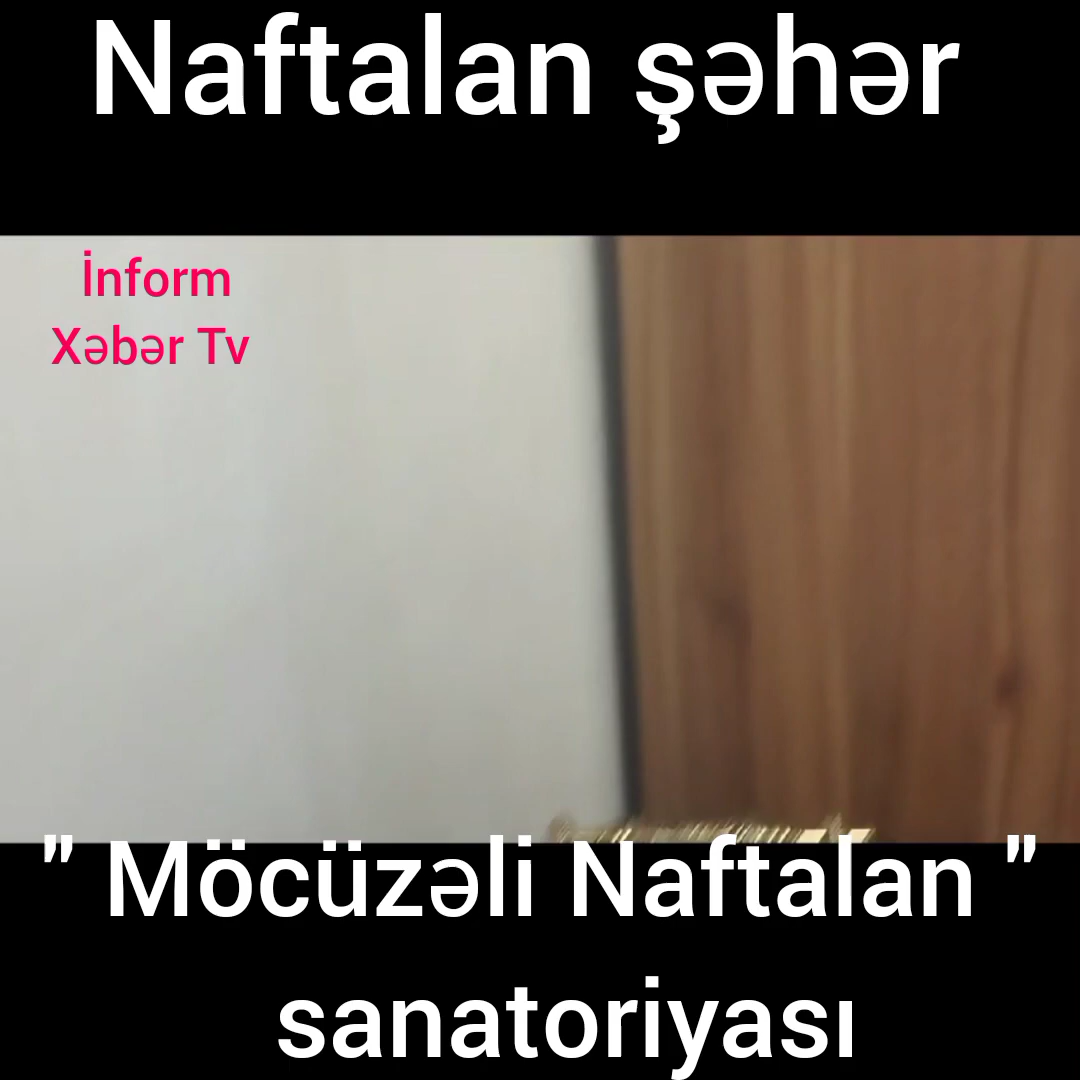 Naftalan şəhər
İnform
Xəbər Tv
" Möcüzəli Naftalan "
sanatoriyası